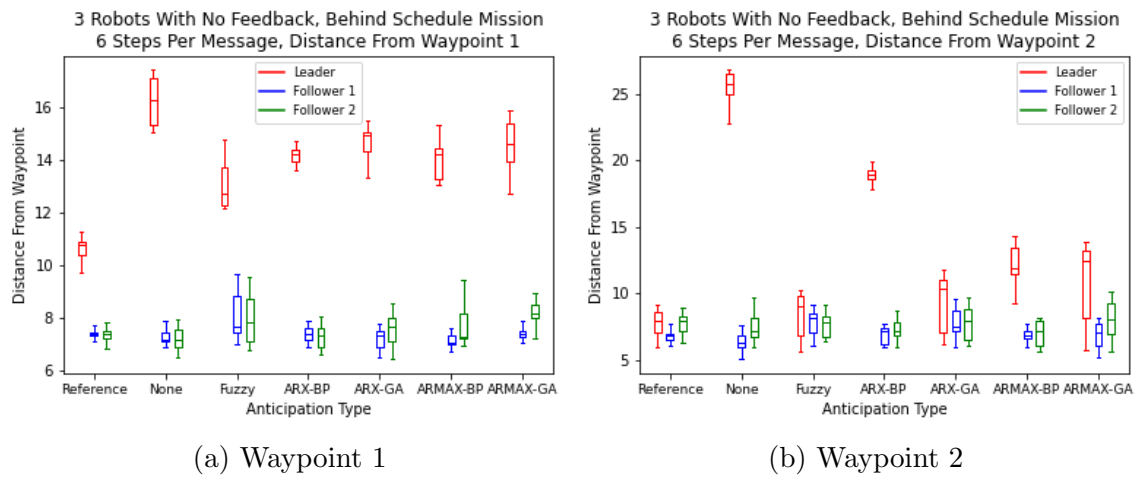 3 Robots With No Feedback, Behind Schedule Mission
6 Steps Per Message, Distance From Waypoint 1
Leader
Follower 1
Follower 2
16
14
12
10
8
6
Distance From Waypoint
Reference None Fuzzy ARX-BP ARX-GA ARMAX-BP ARMAX-GA
Anticipation Type
(a) Waypoint 1
3 Robots With No Feedback, Behind Schedule Mission
6 Steps Per Message, Distance From Waypoint 2
Leader
Follower 1
Follower 2
25
20
15
10
5
Distance From Waypoint
Reference None Fuzzy ARX-BP ARX-GA ARMAX-BP ARMAX-GA
Anticipation Type
(b) Waypoint 2